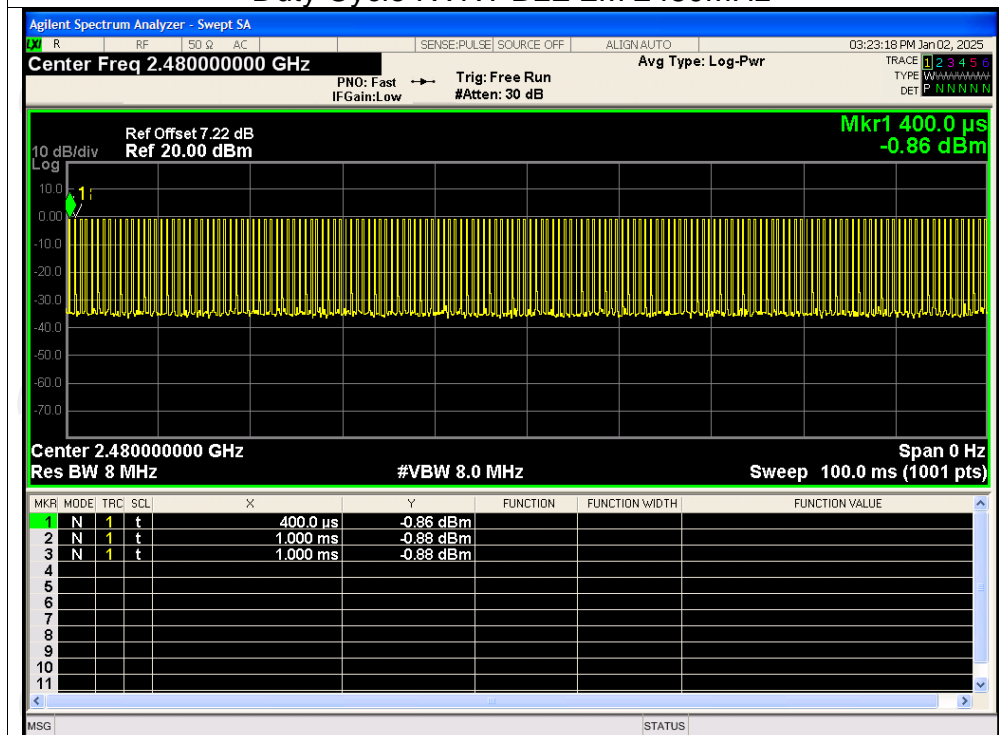 Agilent Spectrum Analyzer - Swept SA
LXI R RF 50 Ω AC SENSE:PULSE SOURCE OFF ALIGN AUTO 03:23:18 PM Jan 02, 2025
Center Freq 2.480000000 GHz
PNO: Fast
IFGain:Low
Trig: Free Run
#Atten: 30 dB
Avg Type: Log-Pwr
TRACE 1 2 3 4 5 6
TYPE W
DET P N N N N N
Ref Offset 7.22 dB
10 dB/div Ref 20.00 dBm
Log
Mkr1 400.0 µs
-0.86 dBm
10.0
1
0.00
-10.0
-20.0
-30.0
-40.0
-50.0
-60.0
-70.0
Center 2.480000000 GHz Span 0 Hz
Res BW 8 MHz #VBW 8.0 MHz Sweep 100.0 ms (1001 pts)
MKR MODE TRC SCL X Y FUNCTION FUNCTION WIDTH FUNCTION VALUE
1 N 1 t 400.0 µs -0.86 dBm
2 N 1 t 1.000 ms -0.88 dBm
3 N 1 t 1.000 ms -0.88 dBm
4
5
6
7
8
9
10
11
MSG STATUS